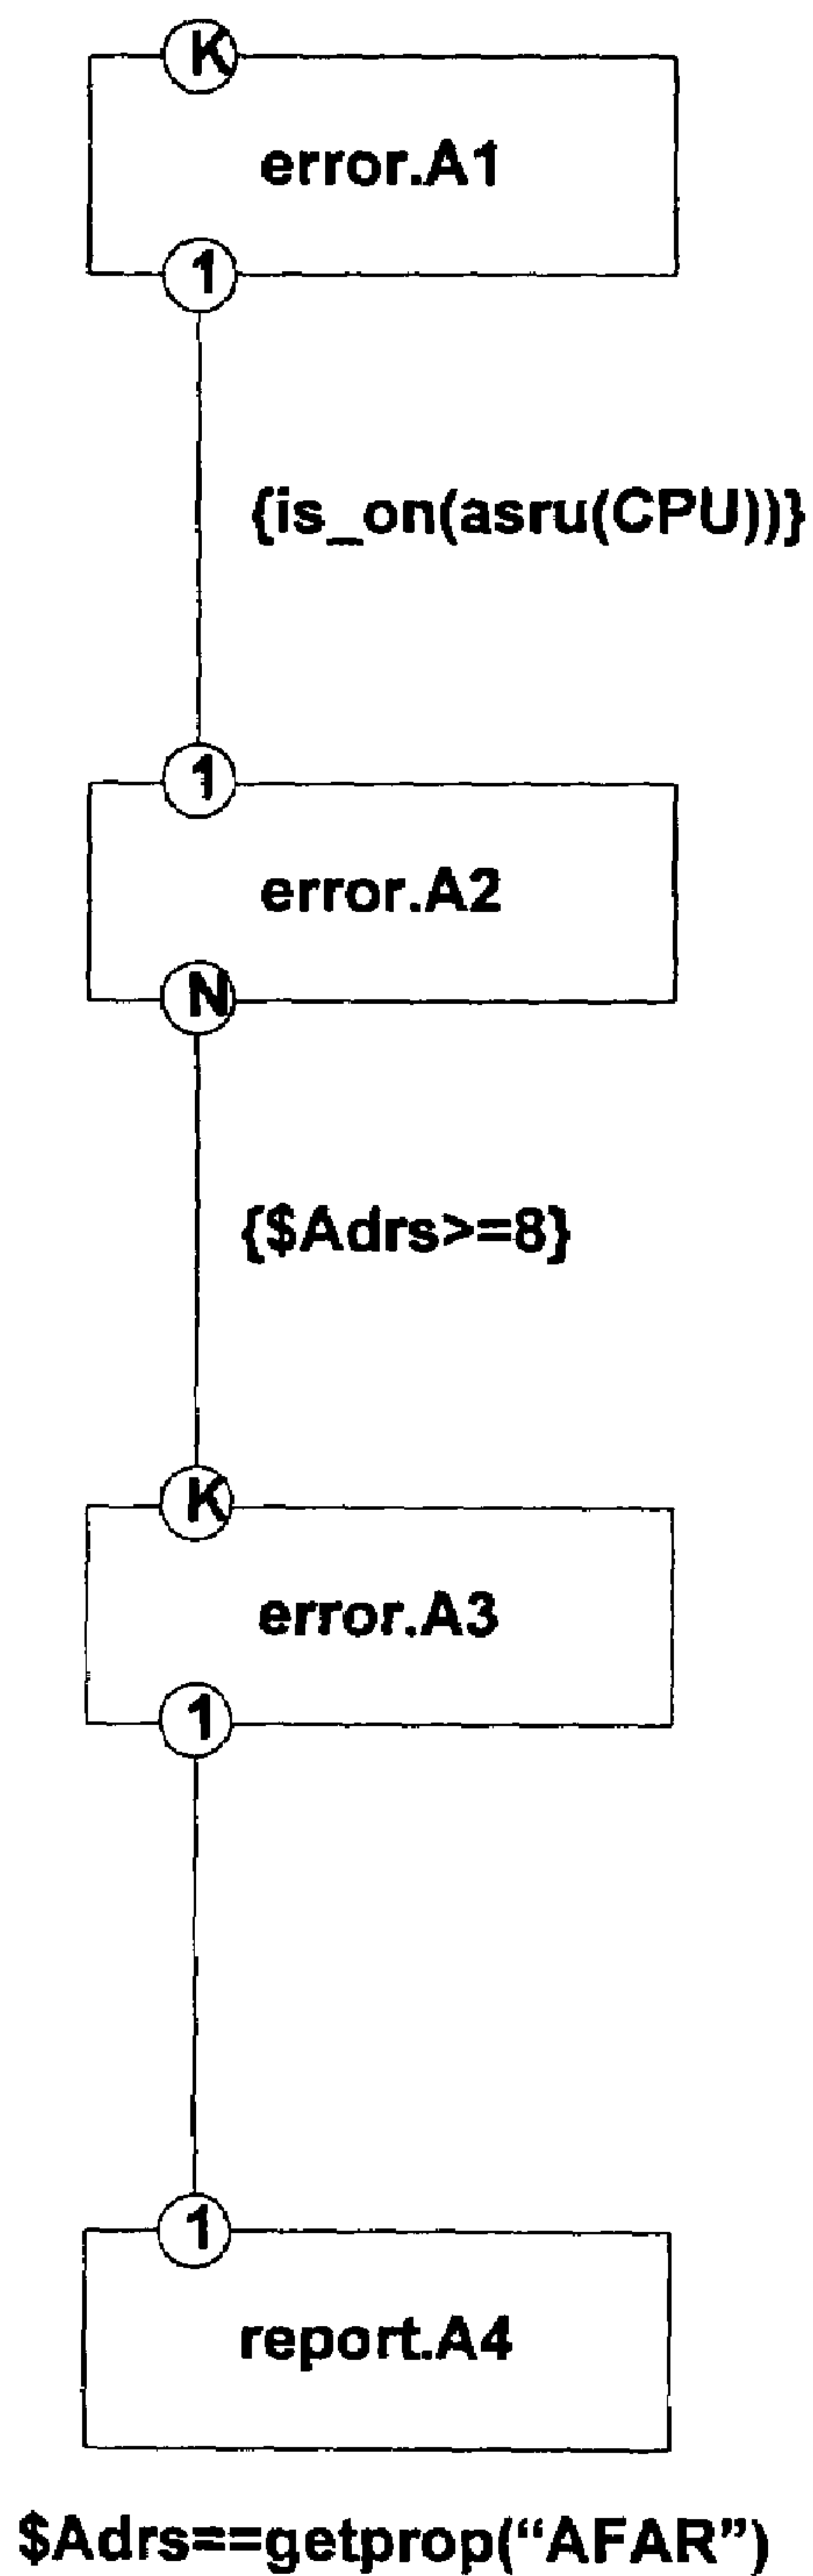 K
error.A1
1
{is_on(asru(CPU))}
1
error.A2
N
{$Adrs>=8}
K
error.A3
1
1
report.A4
$Adrs==getprop(“AFAR”)